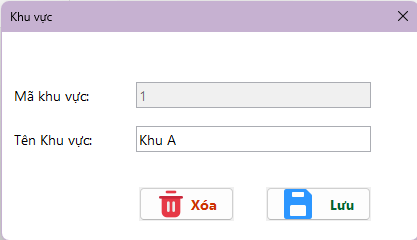 Khu vực
Mã khu vực: 1
Tên Khu vực: Khu A
Xóa Lưu